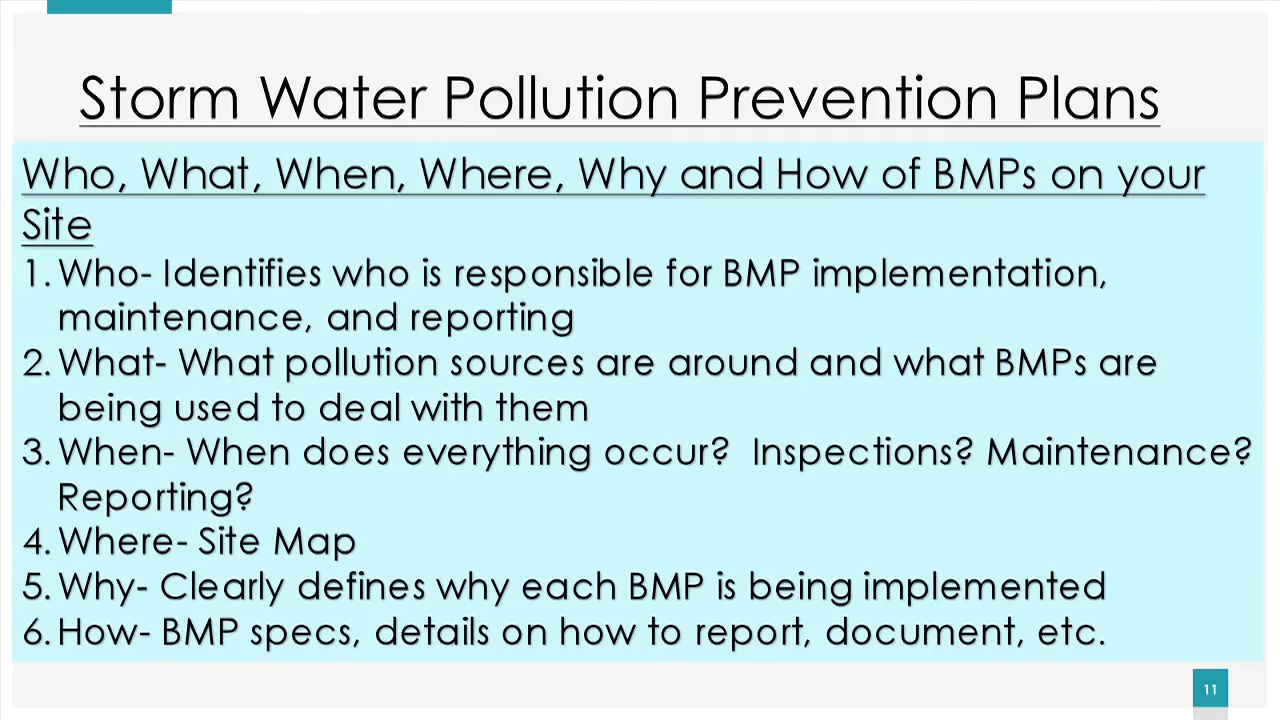 Storm Water Pollution Prevention Plans
Who, What, When, Where, Why and How of BMPs on your
Site
1. Who- Identifies who is responsible for BMP implementation,
maintenance, and reporting
2. What- What pollution sources are around and what BMPs are
being used to deal with them
3. When- When does everything occur?  Inspections? Maintenance?
Reporting?
4. Where- Site Map
5. Why- Clearly defines why each BMP is being implemented
6. How- BMP specs, details on how to report, document, etc.
11